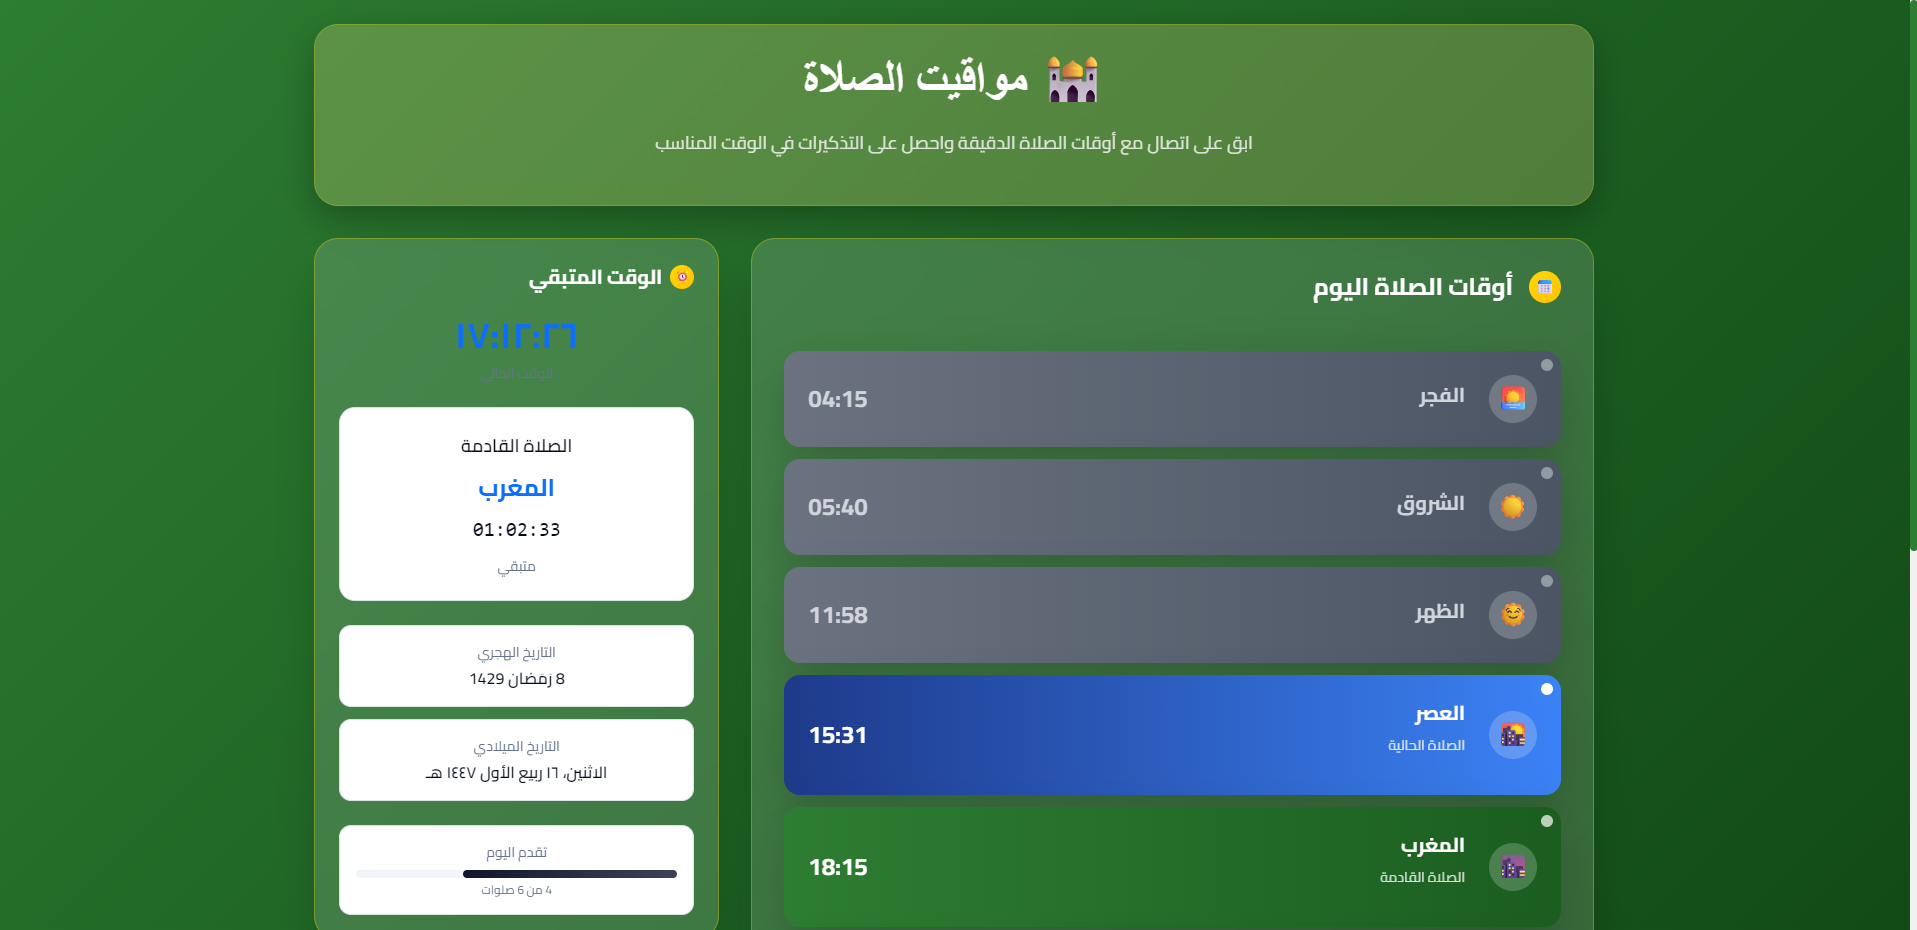 مواقيت الصلاة
ابق على اتصال مع أوقات الصلاة الدقيقة واحصل على التذكيرات في الوقت المناسب
أوقات الصلاة اليوم
الفجر
04:15
الشروق
05:40
الظهر
11:58
العصر
الصلاة الحالية
15:31
المغرب
الصلاة القادمة
18:15
الوقت المتبقي
١٧:١٢:٢٦
الوقت الحالي
الصلاة القادمة
المغرب
01:02:33
متبقي
التاريخ الهجري
8 رمضان 1429
التاريخ الميلادي
الاثنين، ١٦ ربيع الأول ١٤٤٧ هـ
تقدم اليوم
4 من 6 صلوات